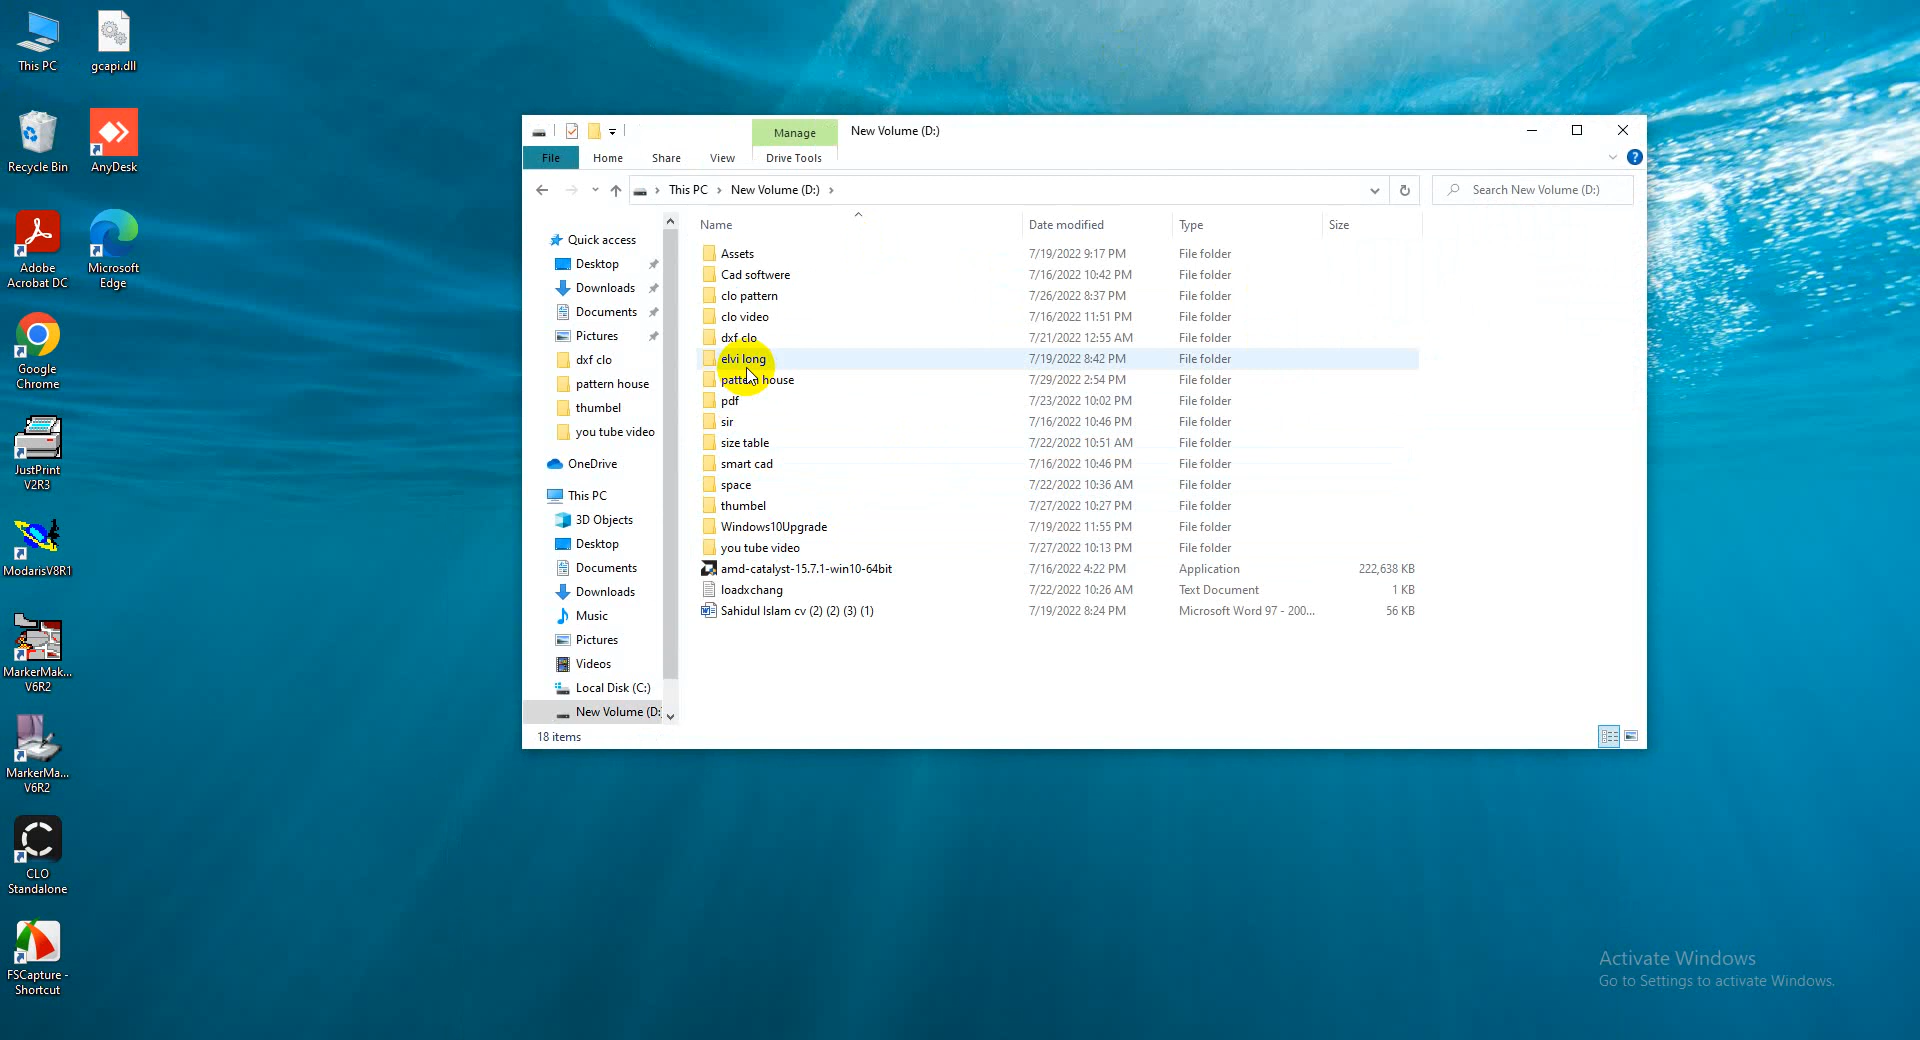 This PC
gcapi.dll
Recycle Bin
AnyDesk
Adobe
Acrobat DC
Microsoft
Edge
Google
Chrome
JustPrint
V2R3
ModarisV8R1
MarkerMak...
V6R2
MarkerMa...
V6R2
CLO
Standalone
FSCapture -
Shortcut
Manage
New Volume (D:)
File
Home
Share
View
Drive Tools
This PC > New Volume (D:) >
Search New Volume (D:)
Quick access
Desktop
Downloads
Documents
Pictures
dxf clo
pattern house
thumbel
you tube video
OneDrive
This PC
3D Objects
Desktop
Documents
Downloads
Music
Pictures
Videos
Local Disk (C:)
New Volume (D:
Name Date modified Type Size
Assets 7/19/2022 9:17 PM File folder
Cad softwere 7/16/2022 10:42 PM File folder
clo pattern 7/26/2022 8:37 PM File folder
clo video 7/16/2022 11:51 PM File folder
dxf clo 7/21/2022 12:55 AM File folder
elvi long 7/19/2022 8:42 PM File folder
pattern house 7/29/2022 2:54 PM File folder
pdf 7/23/2022 10:02 PM File folder
sir 7/16/2022 10:46 PM File folder
size table 7/22/2022 10:51 AM File folder
smart cad 7/16/2022 10:46 PM File folder
space 7/22/2022 10:36 AM File folder
thumbel 7/27/2022 10:27 PM File folder
Windows10Upgrade 7/19/2022 11:55 PM File folder
you tube video 7/27/2022 10:13 PM File folder
amd-catalyst-15.7.1-win10-64bit 7/16/2022 4:22 PM Application 222,638 KB
loadxchang 7/22/2022 10:26 AM Text Document 1 KB
Sahidul Islam cv (2) (2) (3) (1) 7/19/2022 8:24 PM Microsoft Word 97 - 200... 56 KB
18 items
Activate Windows
Go to Settings to activate Windows.